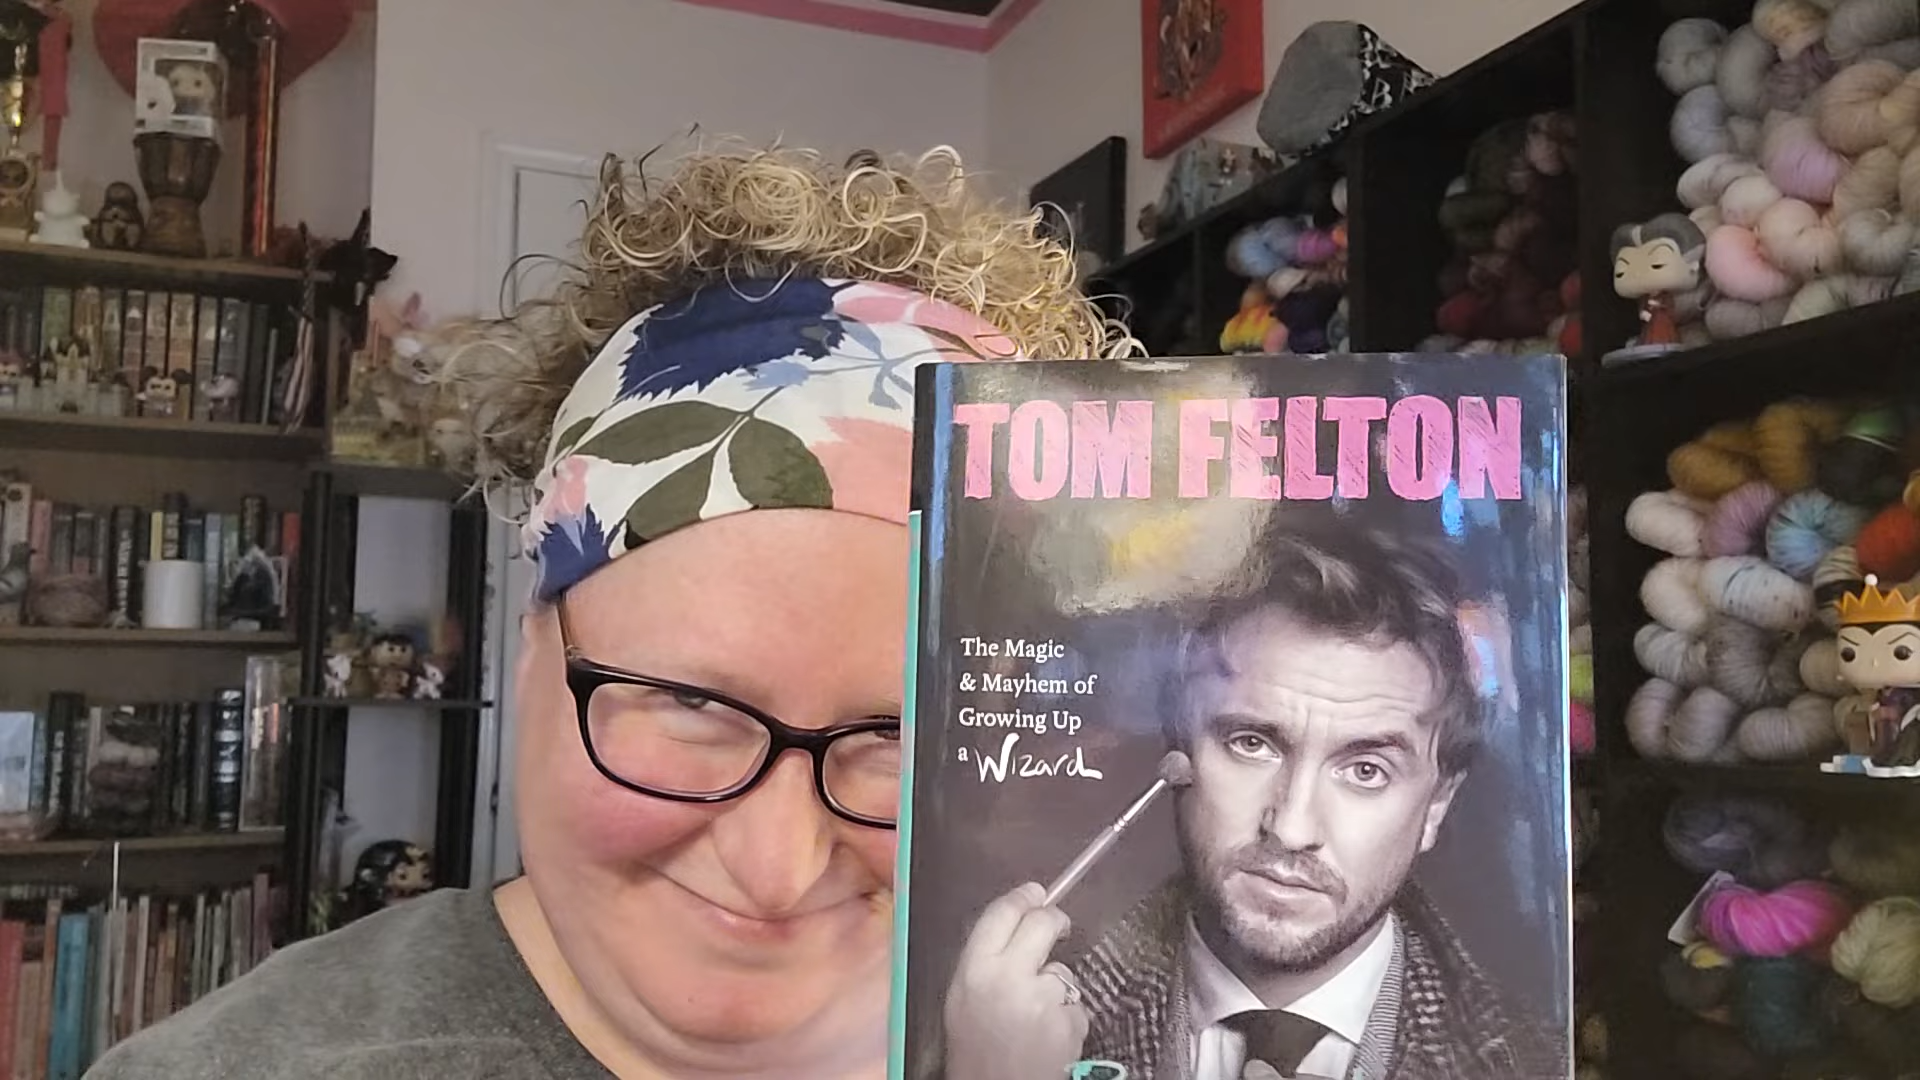 TOM FELTON
The Magic
& Mayhem of
Growing Up
a Wizard